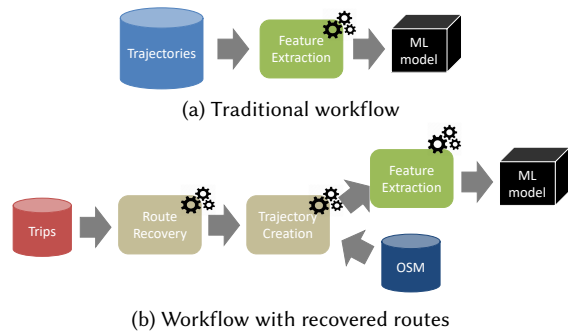 Trajectories
Feature
Extraction
ML
model
(a) Traditional workflow
Trips
Route
Recovery
Trajectory
Creation
Feature
Extraction
ML
model
OSM
(b) Workflow with recovered routes